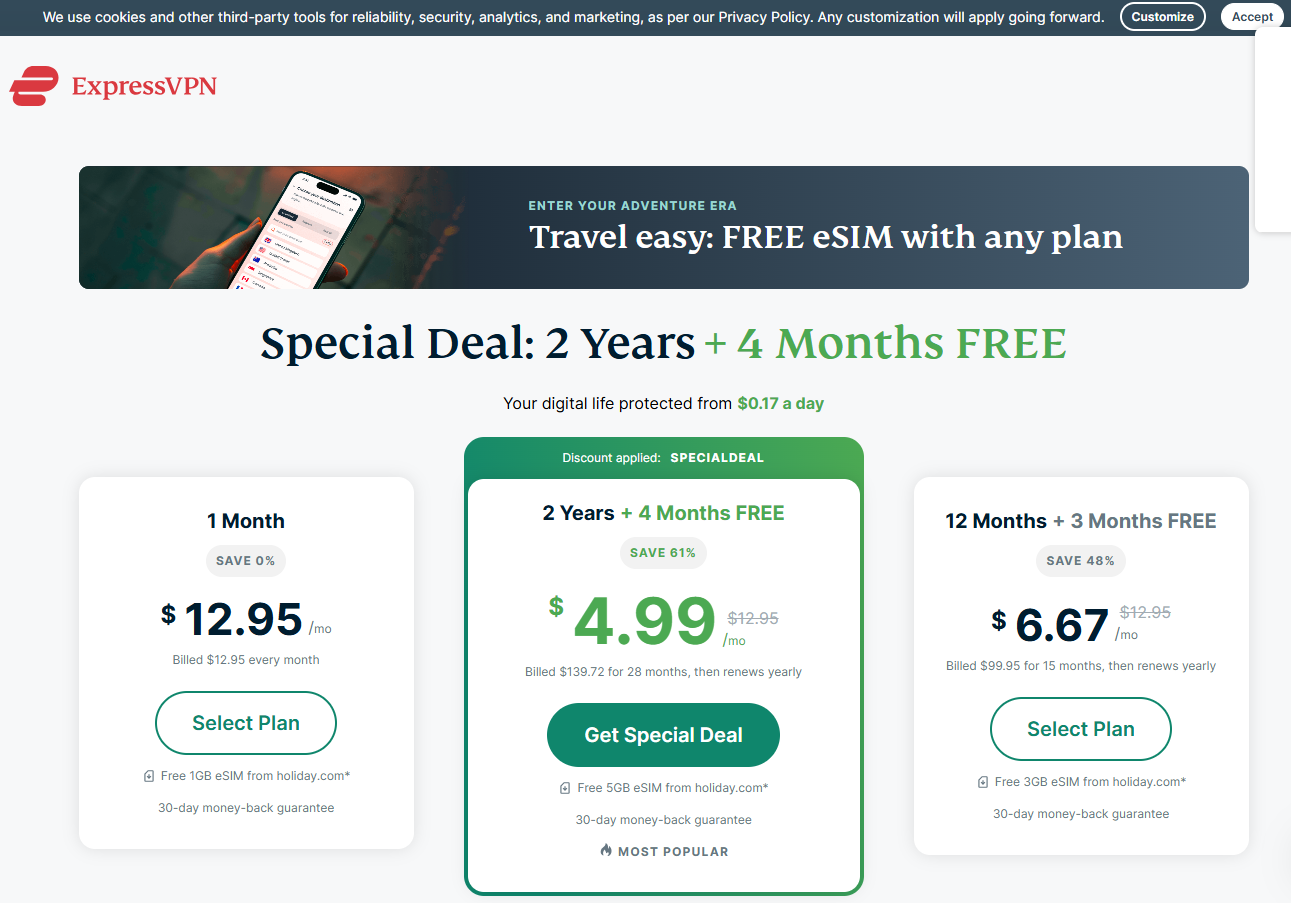 We use cookies and other third-party tools for reliability, security, analytics, and marketing, as per our Privacy Policy. Any customization will apply going forward.
Customize
Accept
ExpressVPN
ENTER YOUR ADVENTURE ERA
Travel easy: FREE eSIM with any plan
Special Deal: 2 Years + 4 Months FREE
Your digital life protected from $0.17 a day
1 Month
SAVE 0%
$ 12.95 /mo
Billed $12.95 every month
Select Plan
Free 1GB eSIM from holiday.com*
30-day money-back guarantee
Discount applied: SPECIALDEAL
2 Years + 4 Months FREE
SAVE 61%
$ 4.99 $12.95 /mo
Billed $139.72 for 28 months, then renews yearly
Get Special Deal
Free 5GB eSIM from holiday.com*
30-day money-back guarantee
MOST POPULAR
12 Months + 3 Months FREE
SAVE 48%
$ 6.67 $12.95 /mo
Billed $99.95 for 15 months, then renews yearly
Select Plan
Free 3GB eSIM from holiday.com*
30-day money-back guarantee